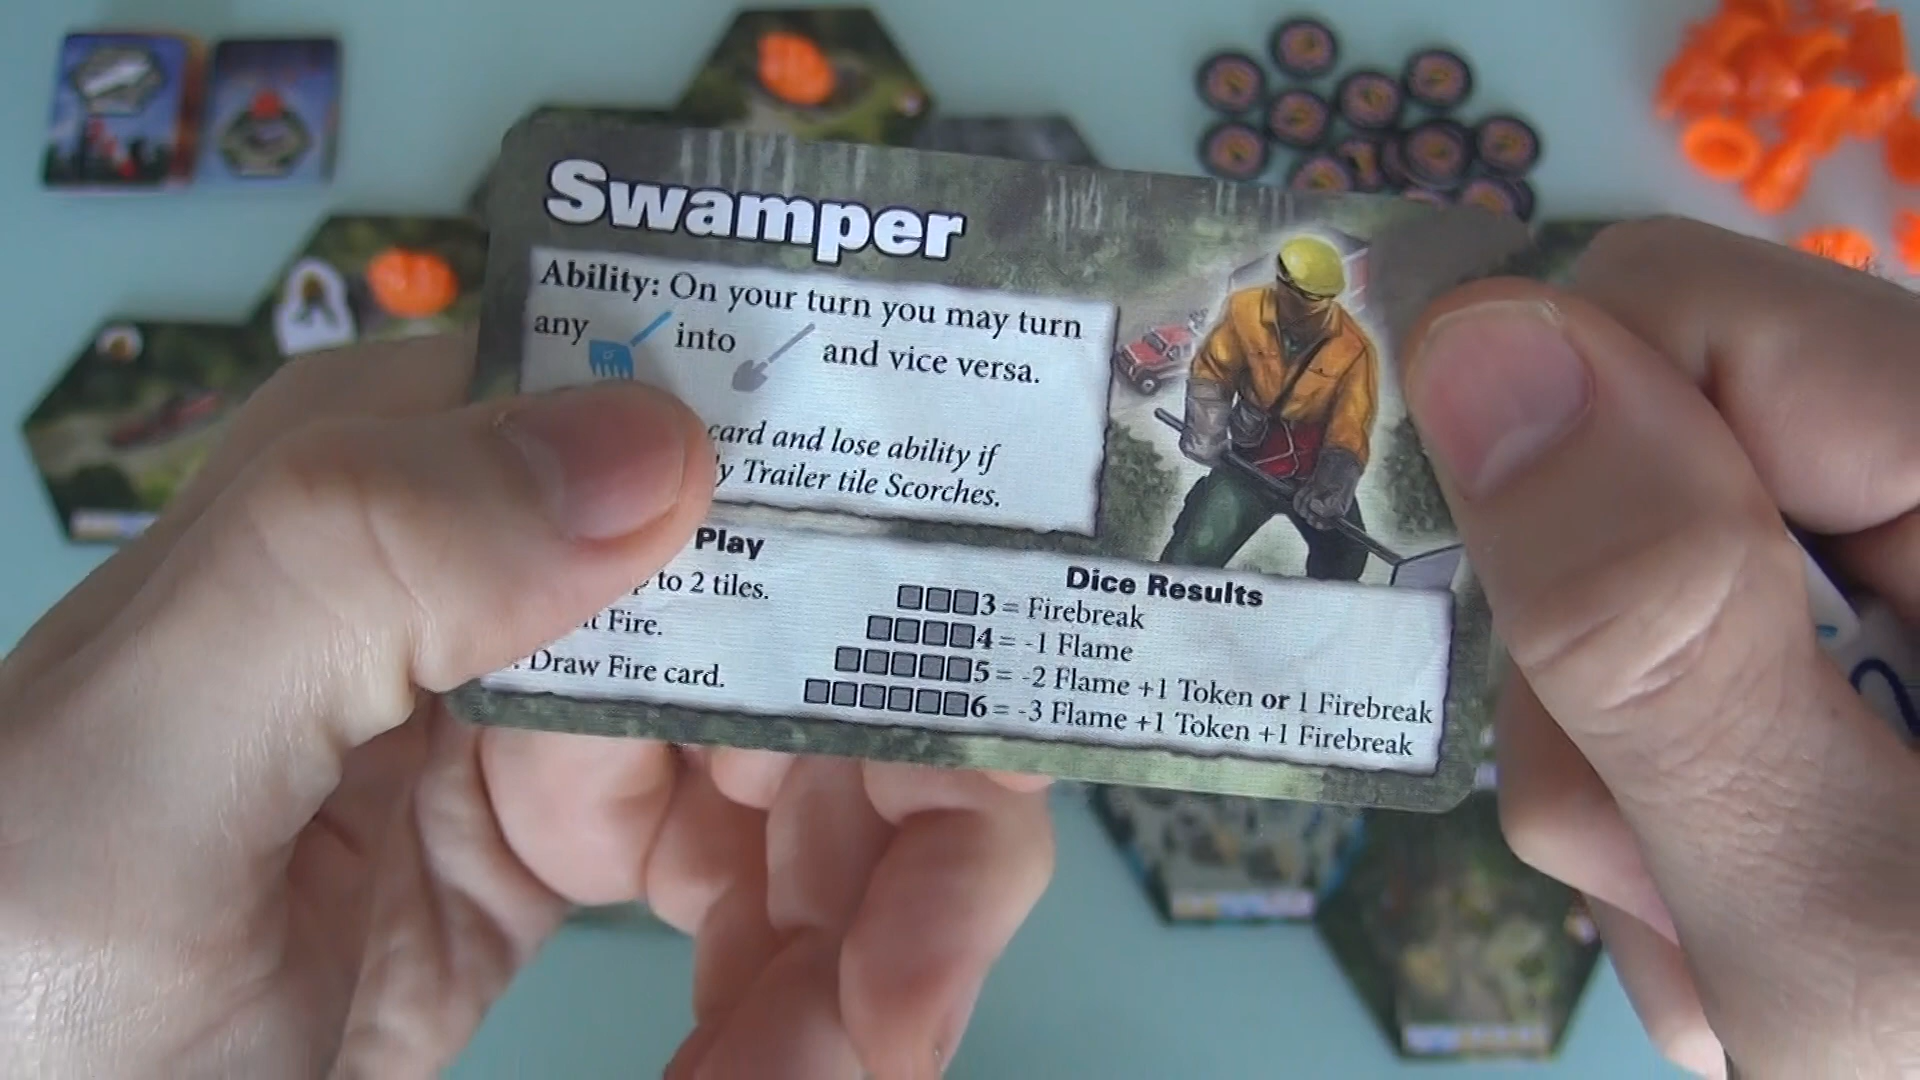 Swamper
Ability: On your turn you may turn
any into and vice versa.
card and lose ability if
Trailer tile Scorches.
Play
to 2 tiles.
Fire.
Draw Fire card.
Dice Results
3 = Firebreak
4 = -1 Flame
5 = -2 Flame +1 Token or 1 Firebreak
6 = -3 Flame +1 Token +1 Firebreak